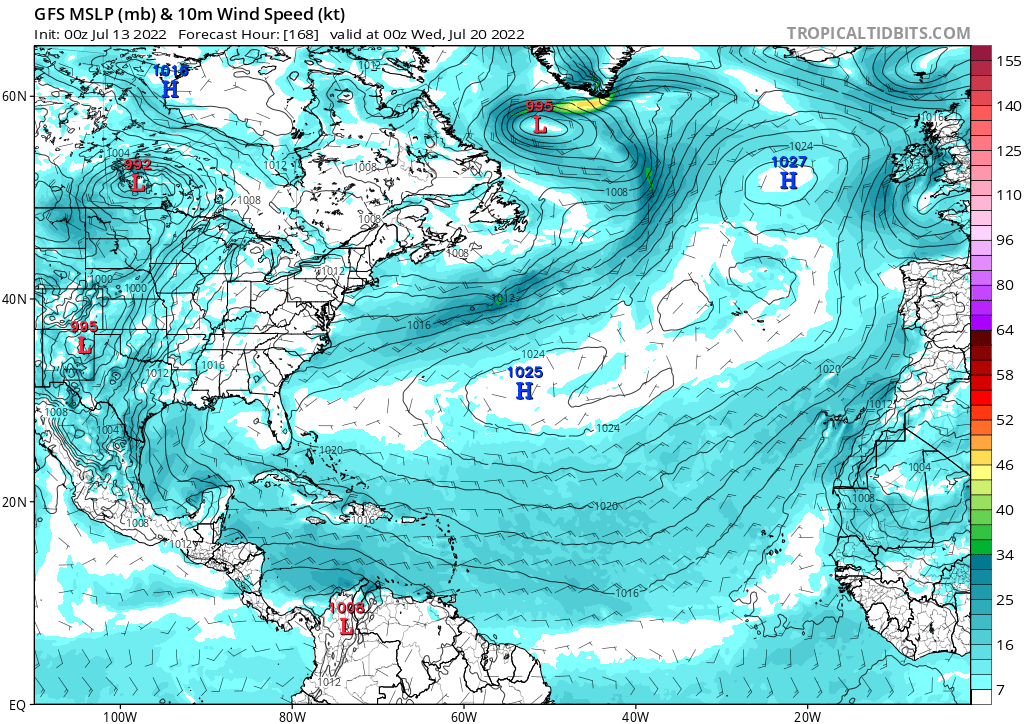 GFS MSLP (mb) & 10m Wind Speed (kt)
Init: 00z Jul 13 2022 Forecast Hour: [168] valid at 00z Wed, Jul 20 2022
TROPICALTIDBITS.COM
1016
H
1012
995
L
60N
1016
1004
992
L
1012
1008
1024
1027
H
1008
1008
1008
1008
1012
1000
1000
1012
40N
995
L
1016
1024
1016
1012
1025
H
1020
1012
1008
1004
1024
1020
1004
1008
20N
1020
1008
1016
1012
1016
1008
L
1012
EQ
100W
80W
60W
40W
20W
155
140
125
110
96
80
64
58
52
46
40
34
25
16
7